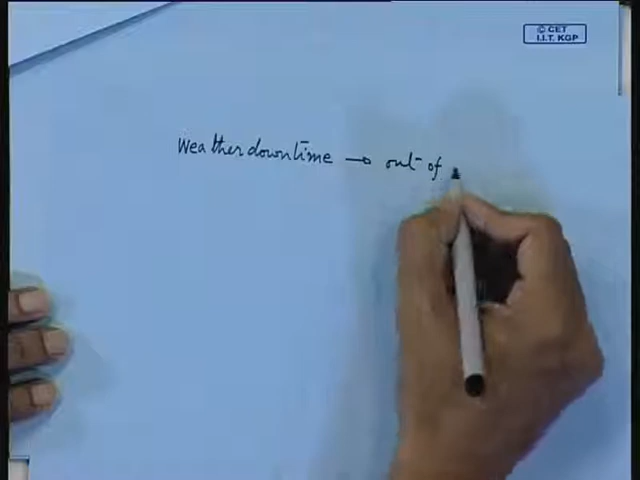 © CET
I.I.T. KGP
Weather downtime → out of